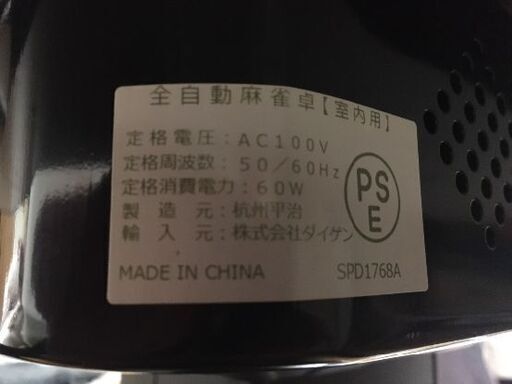 全自動麻雀卓【室内用】
定格電圧：AC100V
定格周波数：50／60Hz
定格消費電力：60W
製造元：杭州平治
輸入元：株式会社ダイゲン
PS
E
MADE IN CHINA
SPD1768A